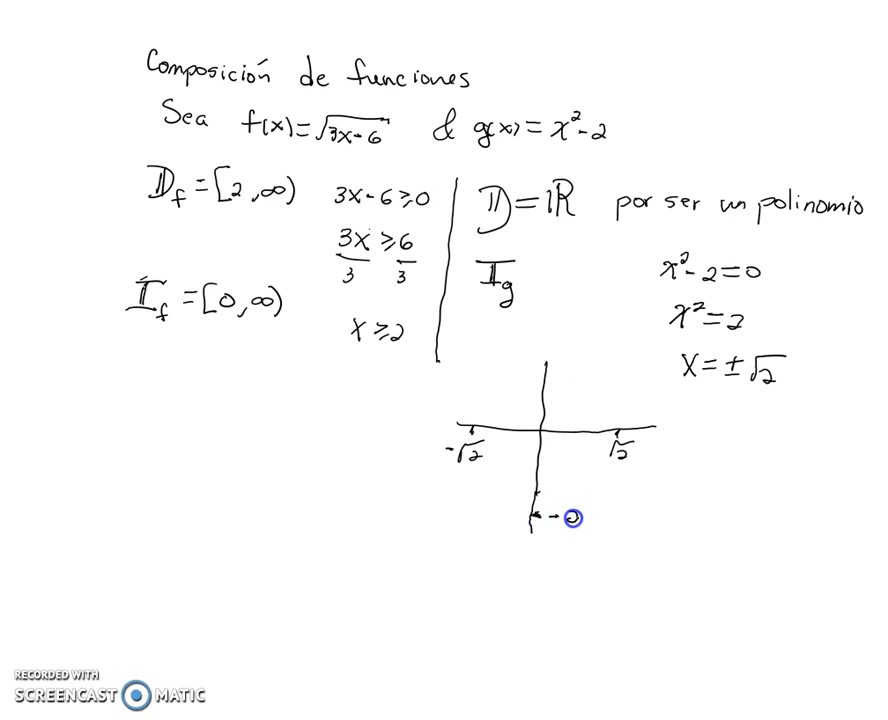 Composición de funciones
Sea f(x)=√3x-6 & g(x)=x²-2
D_f=[2,∞)
3x-6≥0
3x≥6
3 3
x≥2
I_f=[0,∞)
D=ℝ por ser un polinomio
I_g
x²-2=0
x²=2
x=±√2
-√2 √2
RECORDED WITH
SCREENCAST MATIC